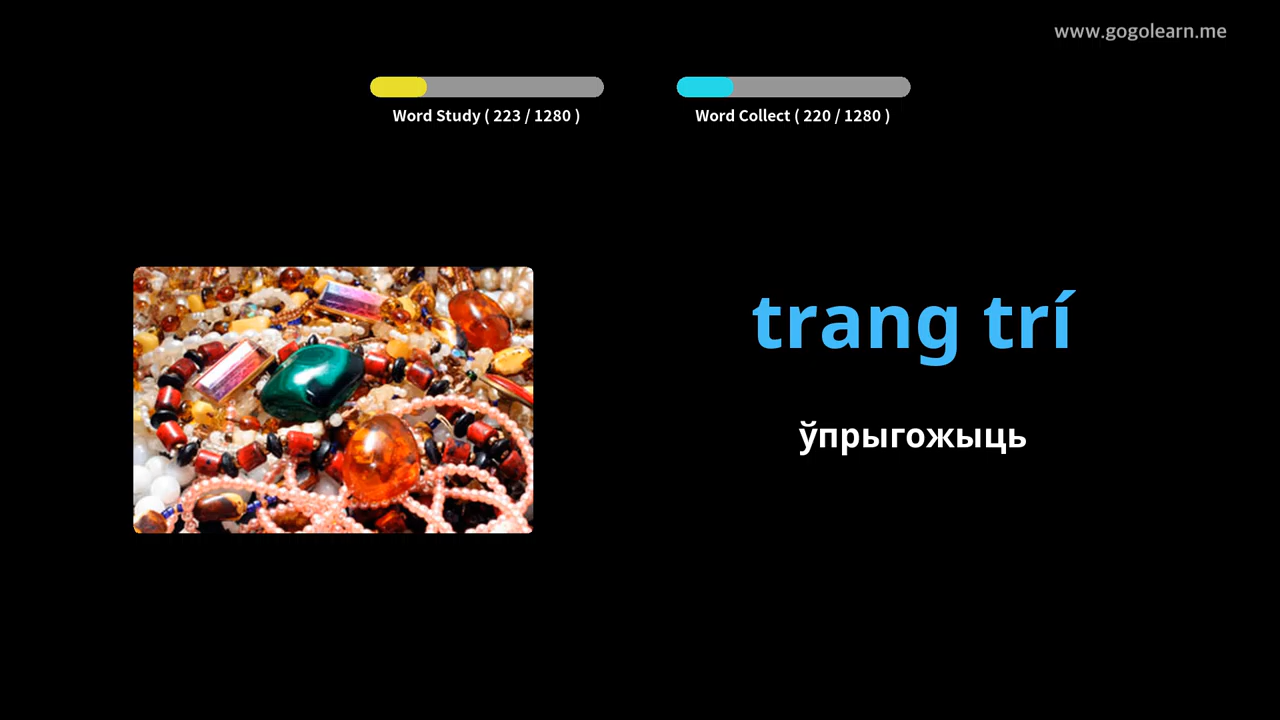 www.gogolearn.me
Word Study ( 223 / 1280 )
Word Collect ( 220 / 1280 )
trang trí
ўпрыгожыць